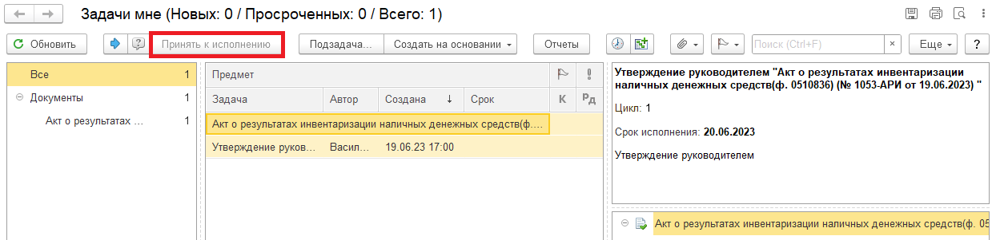 Задачи мне (Новых: 0 / Просроченных: 0 / Всего: 1)
Обновить Принять к исполнению Подзадача... Создать на основании Отчеты Поиск (Ctrl+F) × Еще ?
Все 1
Документы 1
Акт о результатах ... 1
Предмет
Задача Автор Создана ↓ Срок К Рд
Акт о результатах инвентаризации наличных денежных средств(ф....
Утверждение руков... Васил... 19.06.23 17:00
Утверждение руководителем "Акт о результатах инвентаризации
наличных денежных средств(ф. 0510836) (№ 1053-АРИ от 19.06.2023) "
Цикл: 1
Срок исполнения: 20.06.2023
Утверждение руководителем
Акт о результатах инвентаризации наличных денежных средств(ф. 05